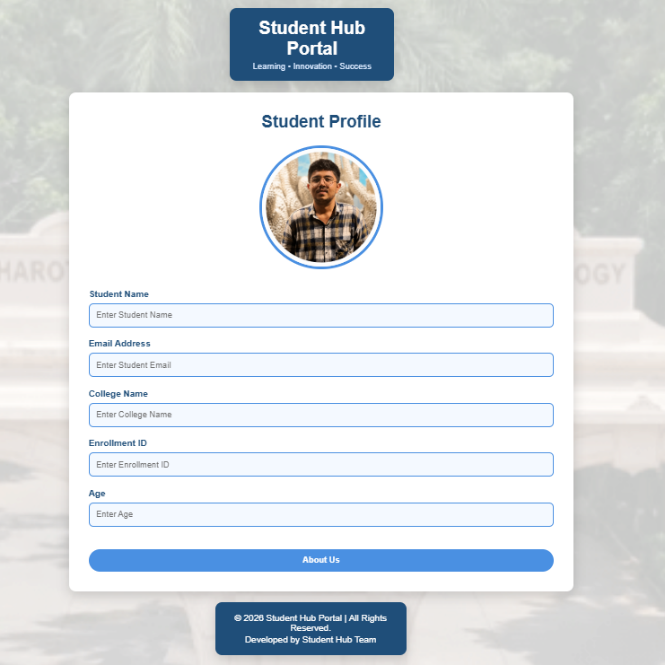 Student Hub
Portal
Learning • Innovation • Success
Student Profile
HARO
OGY
Student Name
Enter Student Name
Email Address
Enter Student Email
College Name
Enter College Name
Enrollment ID
Enter Enrollment ID
Age
Enter Age
About Us
© 2026 Student Hub Portal | All Rights
Reserved.
Developed by Student Hub Team